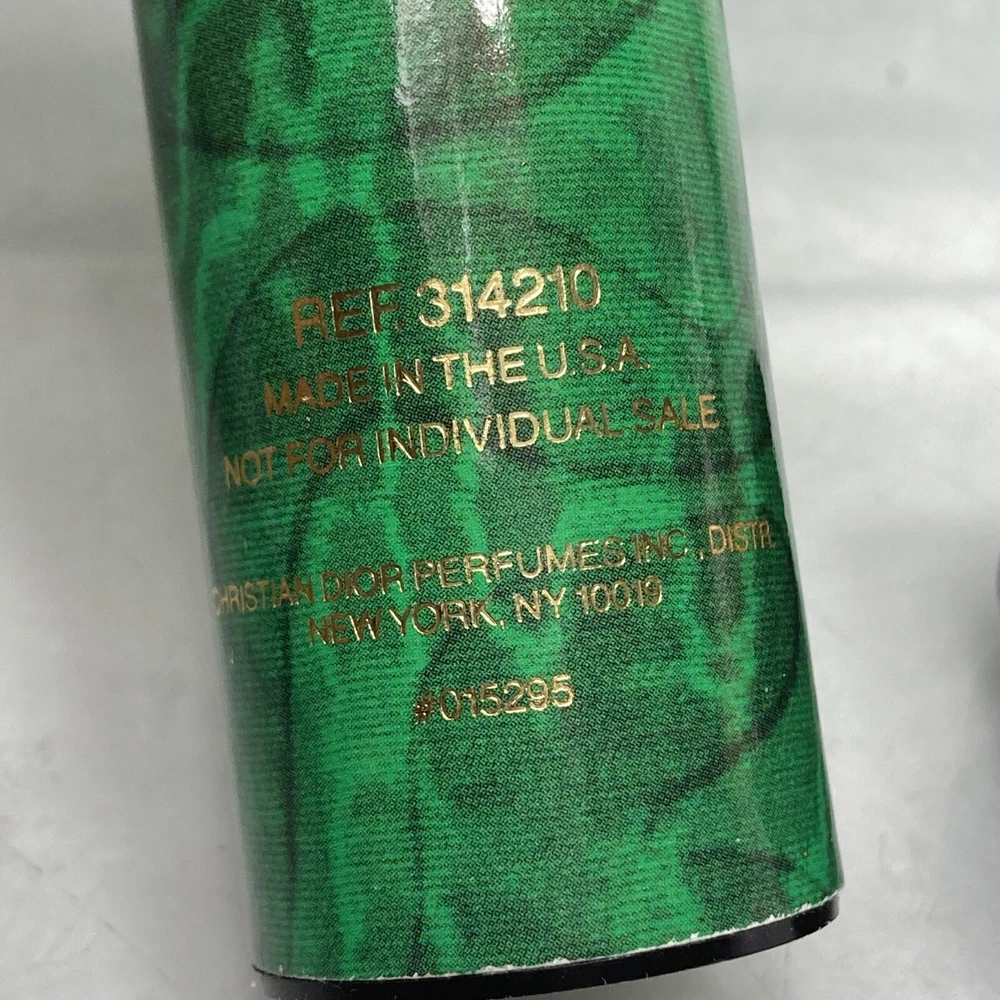 REF. 314210
MADE IN THE U.S.A.
NOT FOR INDIVIDUAL SALE
CHRISTIAN DIOR PERFUMES INC., DISTR.
NEW YORK, NY 10019
#015295